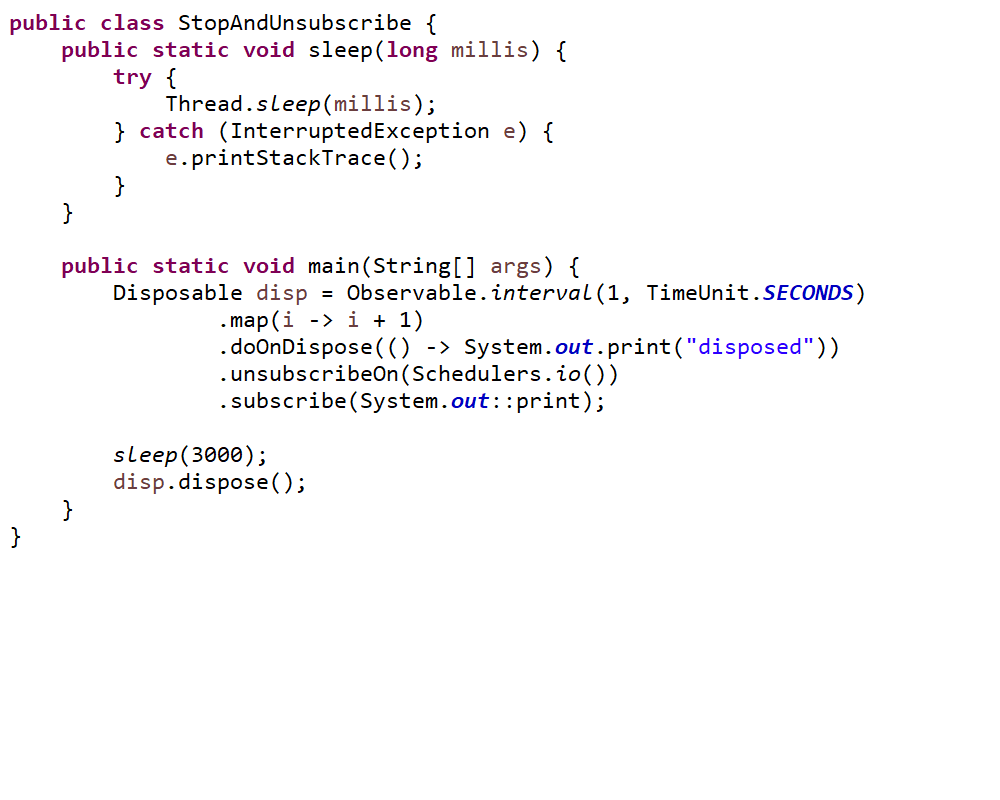 public class StopAndUnsubscribe {
    public static void sleep(long millis) {
        try {
            Thread.sleep(millis);
        } catch (InterruptedException e) {
            e.printStackTrace();
        }
    }

    public static void main(String[] args) {
        Disposable disp = Observable.interval(1, TimeUnit.SECONDS)
                .map(i -> i + 1)
                .doOnDispose(() -> System.out.print("disposed"))
                .unsubscribeOn(Schedulers.io())
                .subscribe(System.out::print);

        sleep(3000);
        disp.dispose();
    }
}